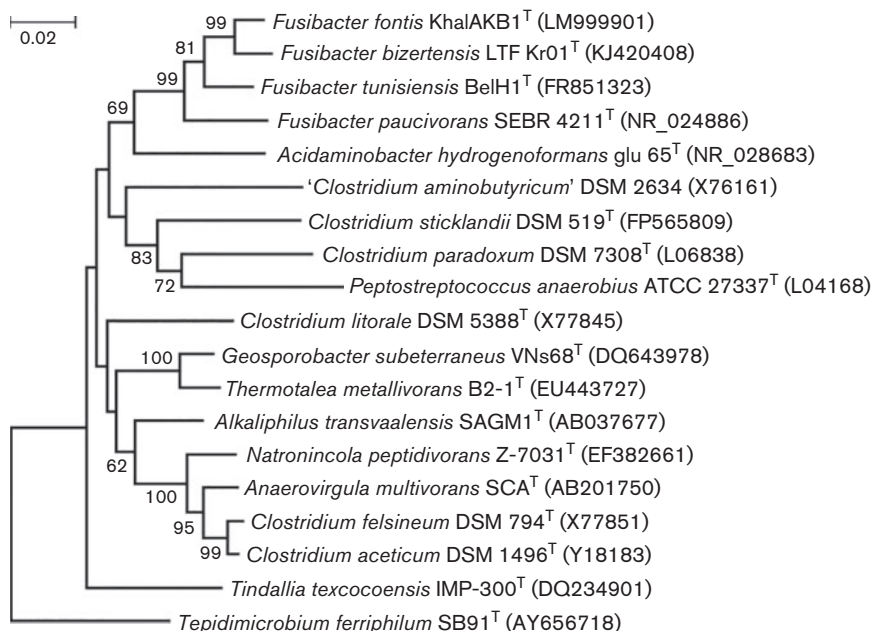 99
Fusibacter fontis KhalAKB1T (LM999901)
0.02
81
Fusibacter bizertensis LTF Kr01T (KJ420408)
99
Fusibacter tunisiensis BelH1T (FR851323)
69
Fusibacter paucivorans SEBR 4211T (NR_024886)
Acidaminobacter hydrogenoformans glu 65T (NR_028683)
‘Clostridium aminobutyricum’ DSM 2634 (X76161)
Clostridium sticklandii DSM 519T (FP565809)
83
Clostridium paradoxum DSM 7308T (L06838)
72
Peptostreptococcus anaerobius ATCC 27337T (L04168)
Clostridium litorale DSM 5388T (X77845)
100
Geosporobacter subeterraneus VNs68T (DQ643978)
Thermotalea metallivorans B2-1T (EU443727)
Alkaliphilus transvaalensis SAGM1T (AB037677)
62
Natronincola peptidivorans Z-7031T (EF382661)
100
Anaerovirgula multivorans SCAT (AB201750)
95
Clostridium felsineum DSM 794T (X77851)
99
Clostridium aceticum DSM 1496T (Y18183)
Tindallia texcocoensis IMP-300T (DQ234901)
Tepidimicrobium ferriphilum SB91T (AY656718)